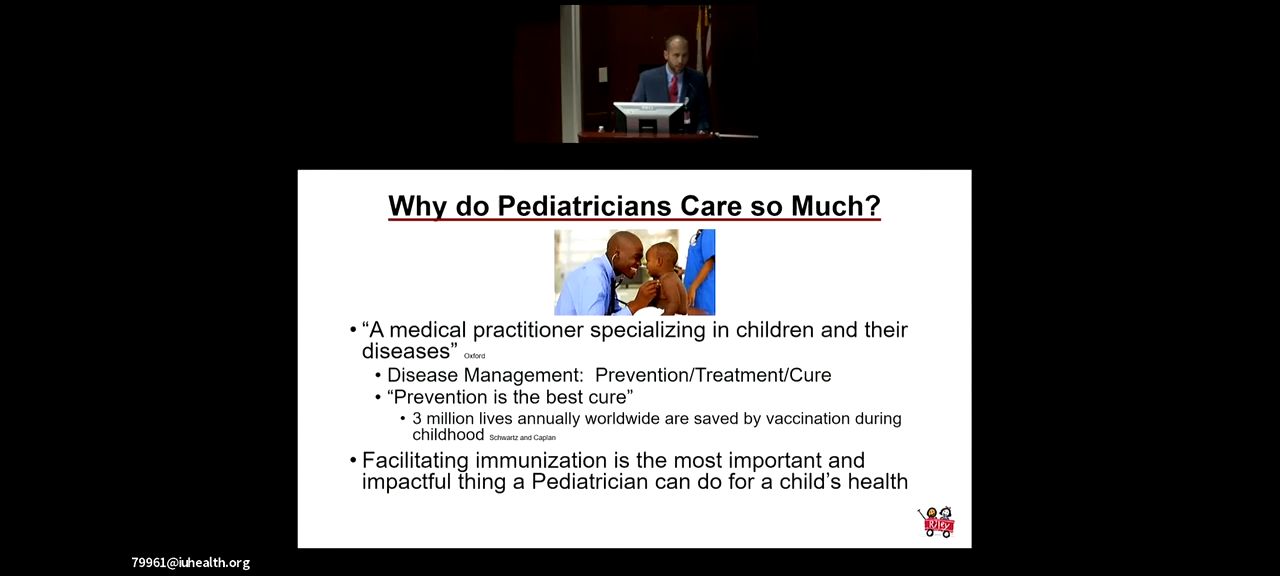 Why do Pediatricians Care so Much?
• “A medical practitioner specializing in children and their
diseases” Oxford
• Disease Management:  Prevention/Treatment/Cure
• “Prevention is the best cure”
• 3 million lives annually worldwide are saved by vaccination during
childhood Schwartz and Caplan
• Facilitating immunization is the most important and
impactful thing a Pediatrician can do for a child’s health
Riley
79961@iuhealth.org